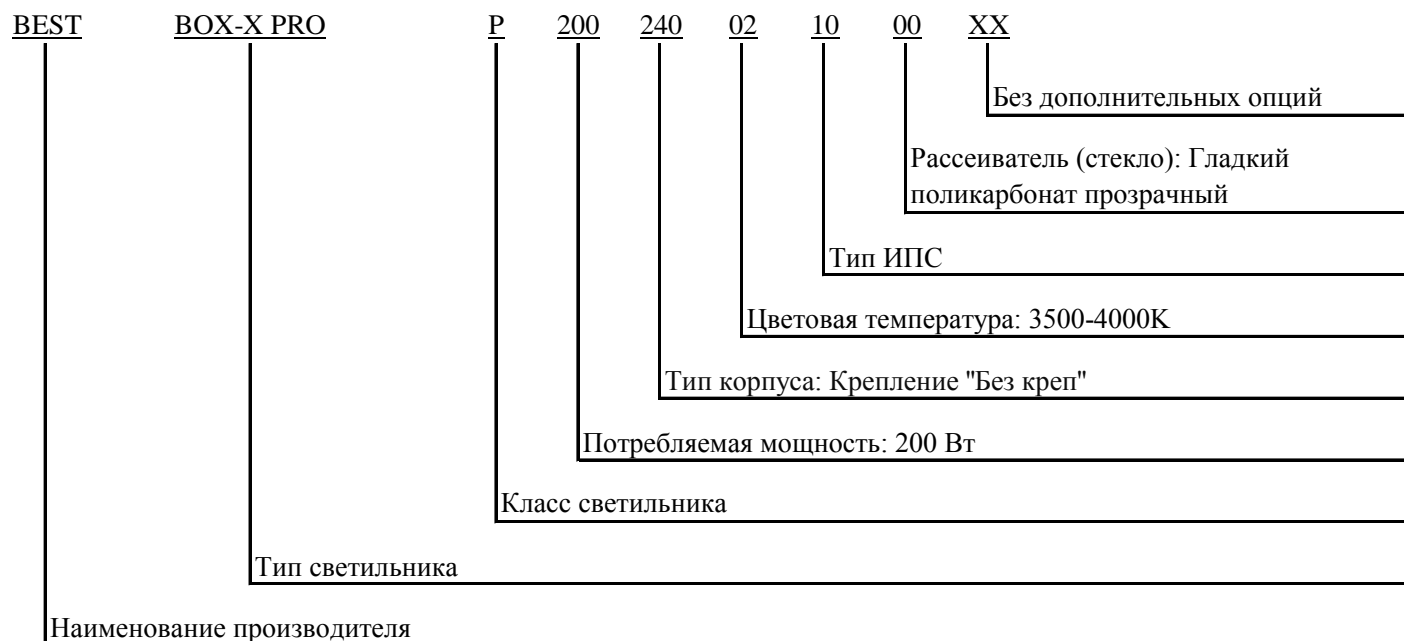 BEST BOX-X PRO P 200 240 02 10 00 XX
Без дополнительных опций
Рассеиватель (стекло): Гладкий
поликарбонат прозрачный
Тип ИПС
Цветовая температура: 3500-4000К
Тип корпуса: Крепление "Без креп"
Потребляемая мощность: 200 Вт
Класс светильника
Тип светильника
Наименование производителя